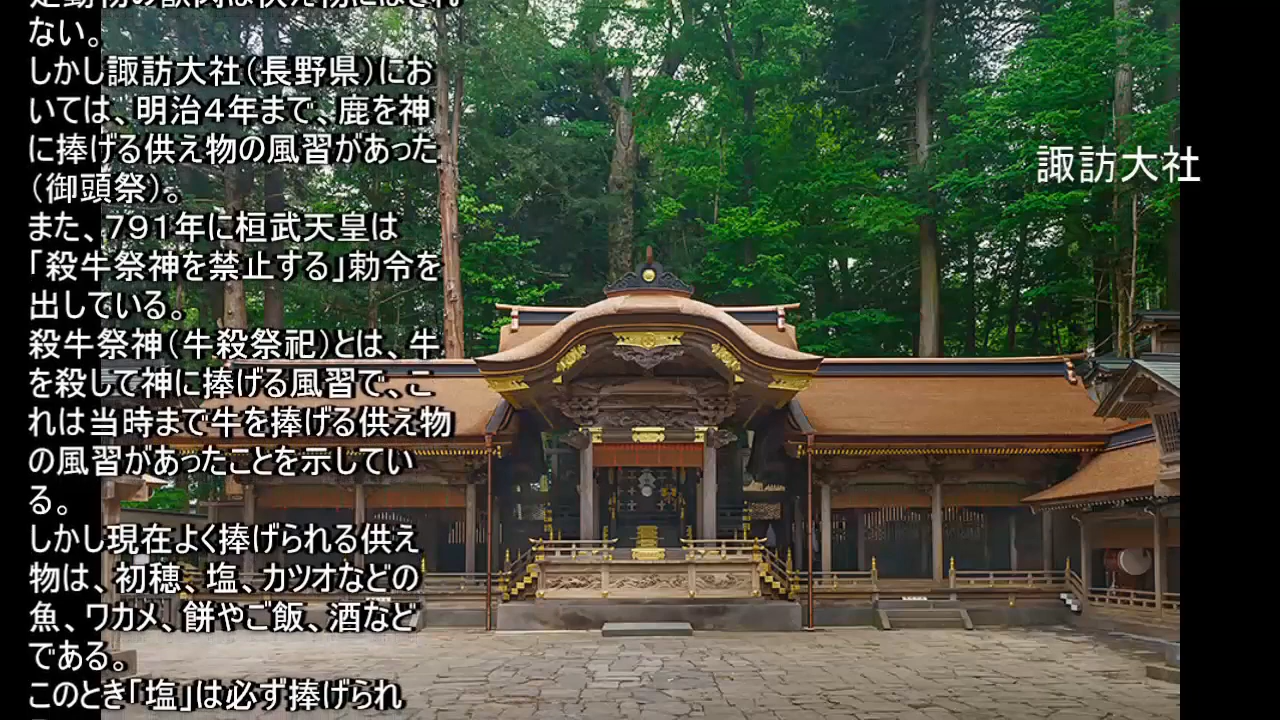 ない。
しかし諏訪大社（長野県）にお
いては、明治４年まで、鹿を神
に捧げる供え物の風習があった
（御頭祭）。
また、７９１年に桓武天皇は
「殺牛祭神を禁止する」勅令を
出している。
殺牛祭神（牛殺祭祀）とは、牛
を殺して神に捧げる風習で、こ
れは当時まで牛を捧げる供え物
の風習があったことを示してい
る。
しかし現在よく捧げられる供え
物は、初穂、塩、カツオなどの
魚、ワカメ、餅やご飯、酒など
である。
このとき「塩」は必ず捧げられ
諏訪大社